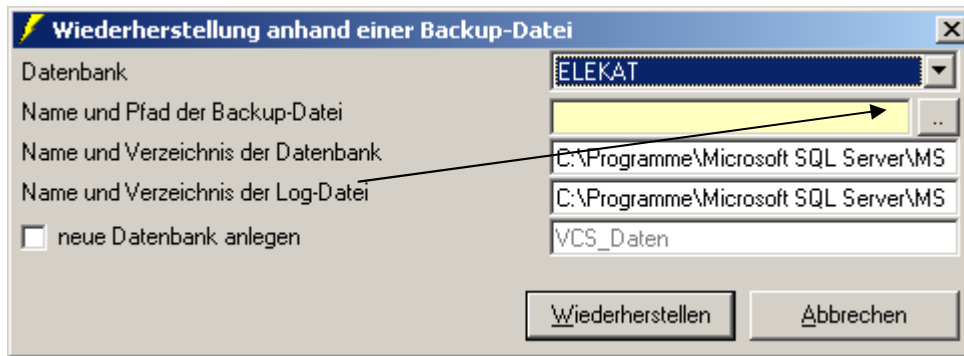 Wiederherstellung anhand einer Backup-Datei
Datenbank ELEKAT
Name und Pfad der Backup-Datei ..
Name und Verzeichnis der Datenbank C:\Programme\Microsoft SQL Server\MS
Name und Verzeichnis der Log-Datei C:\Programme\Microsoft SQL Server\MS
neue Datenbank anlegen VCS_Daten
Wiederherstellen Abbrechen